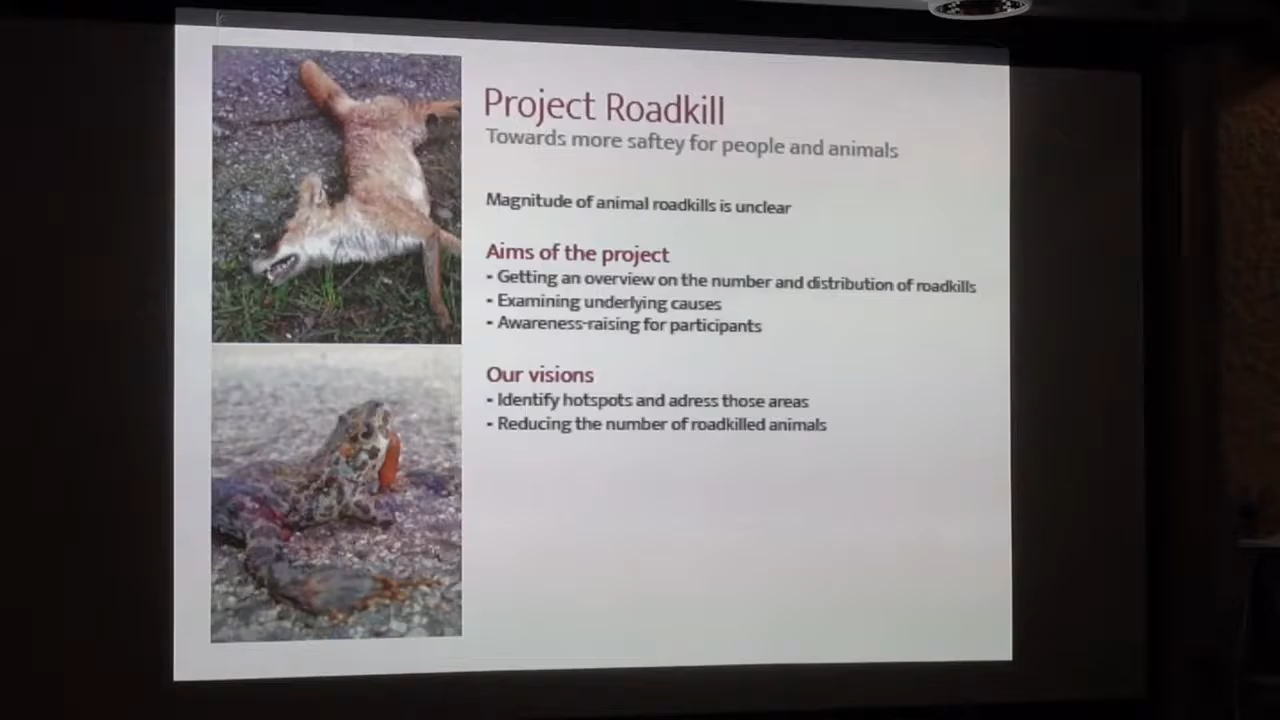 Project Roadkill
Towards more saftey for people and animals
Magnitude of animal roadkills is unclear
Aims of the project
- Getting an overview on the number and distribution of roadkills
- Examining underlying causes
- Awareness-raising for participants
Our visions
- Identify hotspots and adress those areas
- Reducing the number of roadkilled animals